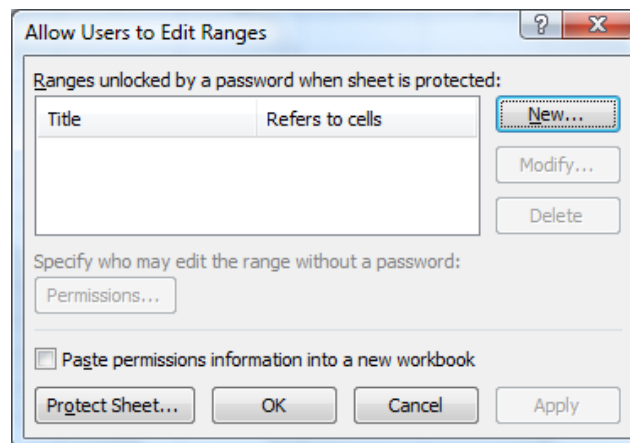 Allow Users to Edit Ranges
Ranges unlocked by a password when sheet is protected:
Title Refers to cells
New...
Modify...
Delete
Specify who may edit the range without a password:
Permissions...
Paste permissions information into a new workbook
Protect Sheet... OK Cancel Apply